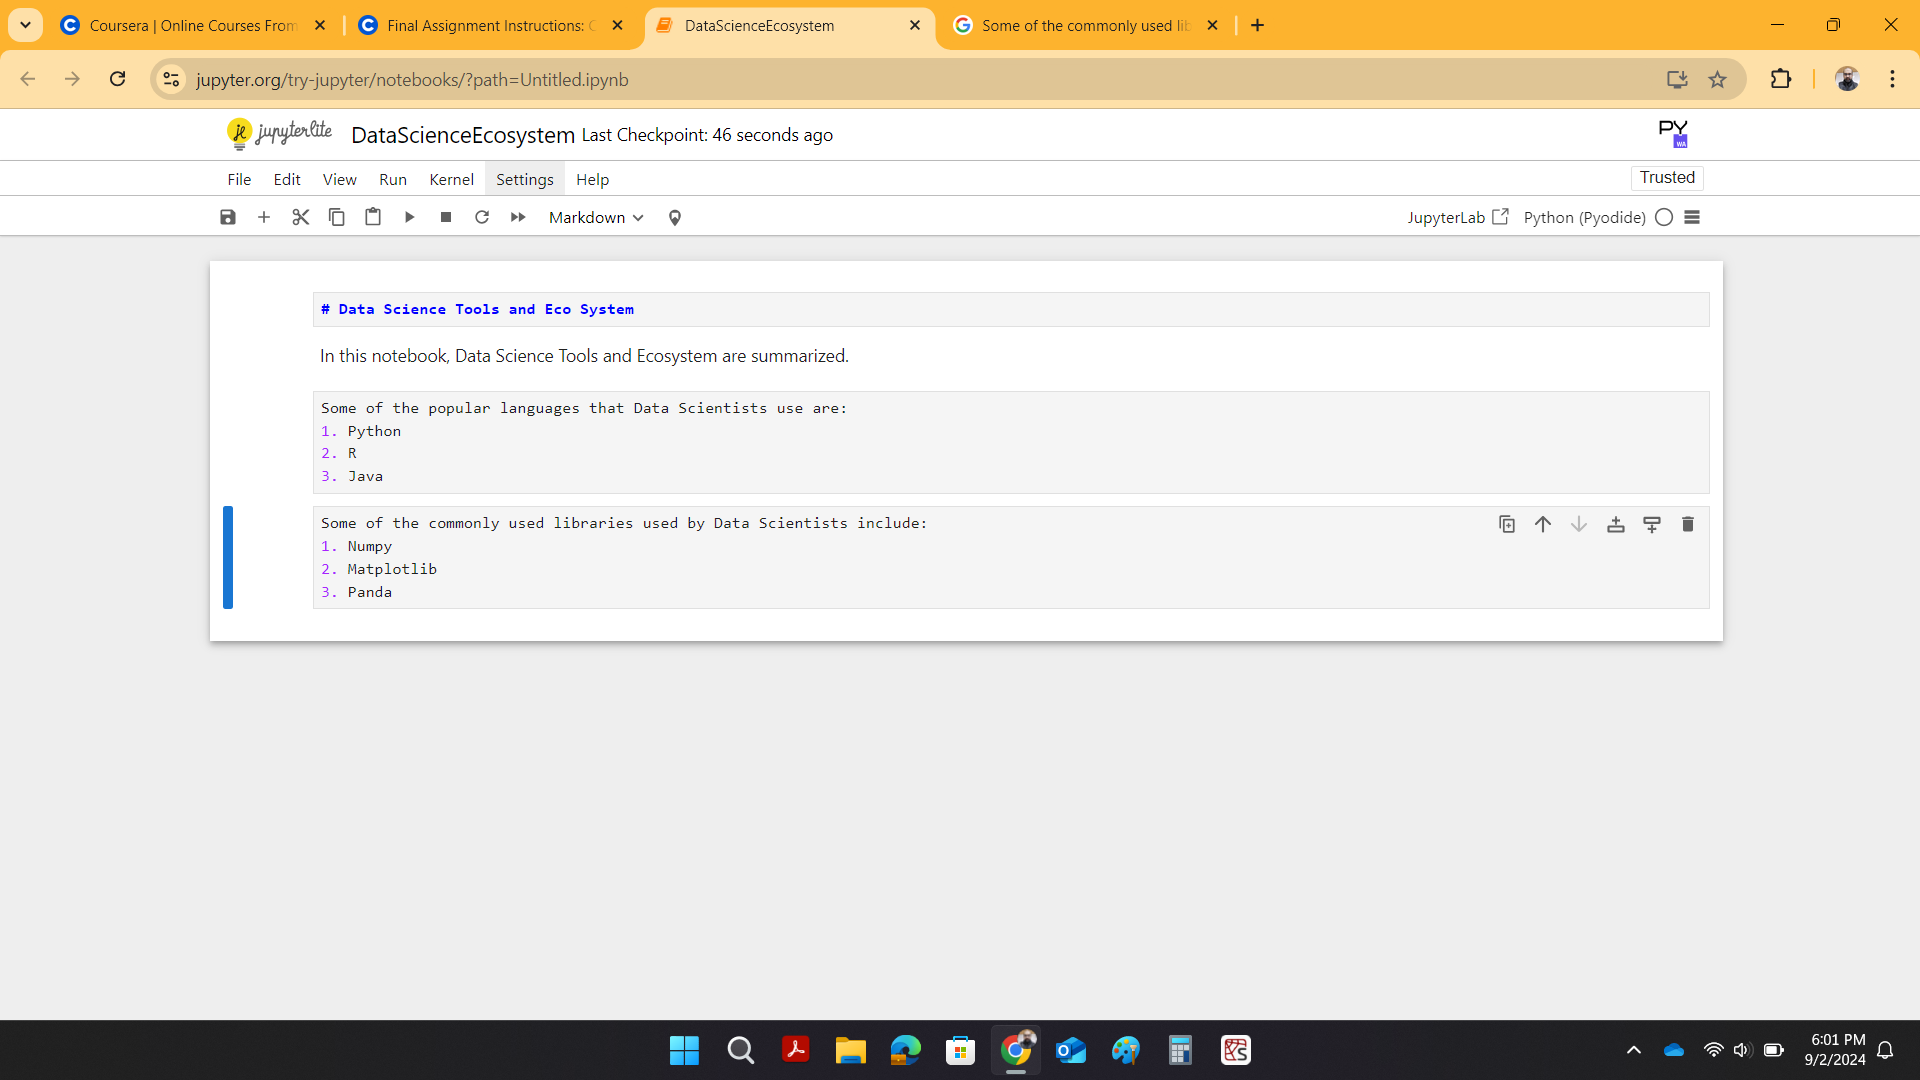 Coursera | Online Courses From
Final Assignment Instructions: C
DataScienceEcosystem
Some of the commonly used lib
jupyter.org/try-jupyter/notebooks/?path=Untitled.ipynb
jupyterlite
DataScienceEcosystem Last Checkpoint: 46 seconds ago
PY
WA
File Edit View Run Kernel Settings Help
Trusted
Markdown
JupyterLab
Python (Pyodide)
# Data Science Tools and Eco System
In this notebook, Data Science Tools and Ecosystem are summarized.
Some of the popular languages that Data Scientists use are:
1. Python
2. R
3. Java
Some of the commonly used libraries used by Data Scientists include:
1. Numpy
2. Matplotlib
3. Panda
6:01 PM
9/2/2024